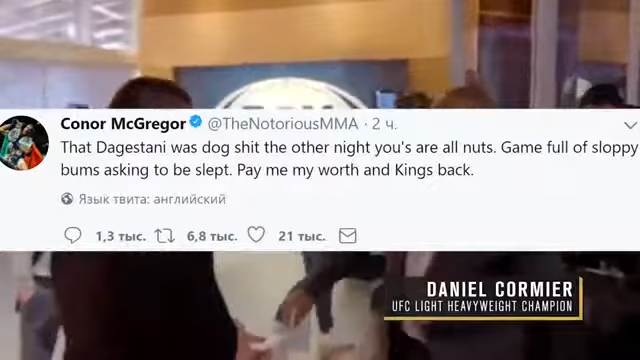 Conor McGregor @TheNotoriousMMA · 2 ч.
That Dagestani was dog shit the other night you's are all nuts. Game full of sloppy
bums asking to be slept. Pay me my worth and Kings back.
Язык твита: английский
1,3 тыс. 6,8 тыс. 21 тыс.
DANIEL CORMIER
UFC LIGHT HEAVYWEIGHT CHAMPION